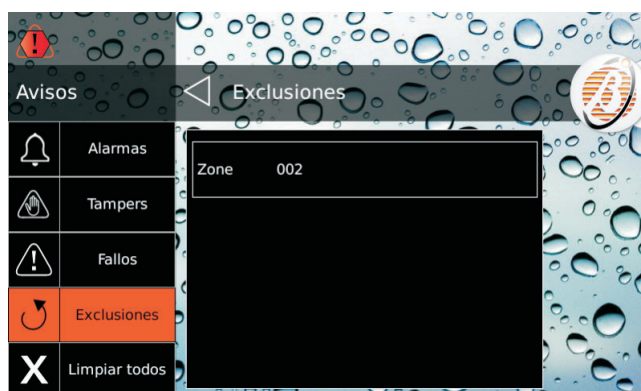 Avisos
Exclusiones
Alarmas
Tampers
Fallos
Exclusiones
Limpiar todos
Zone 002